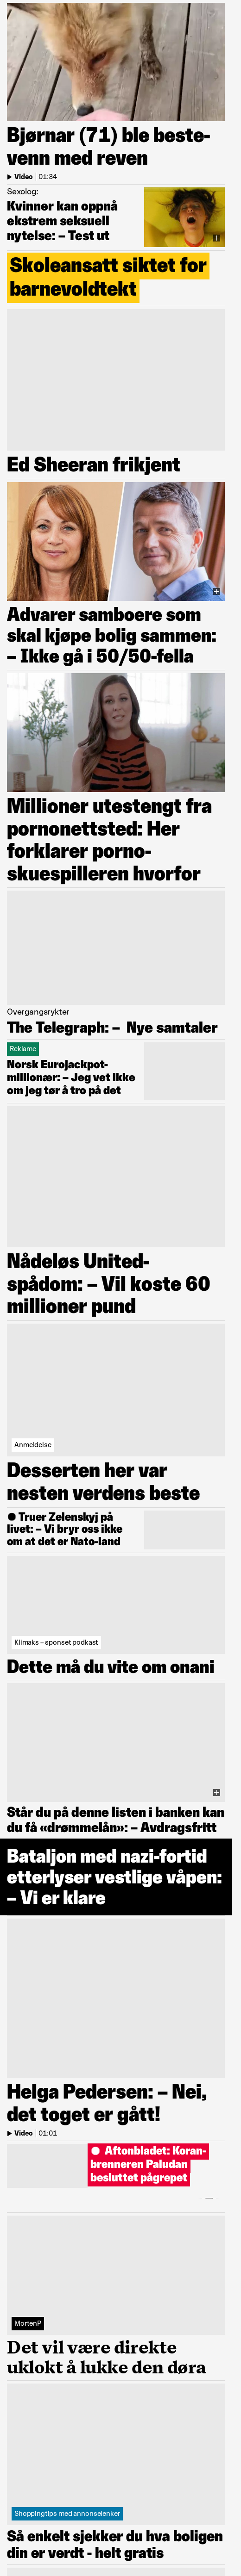 Bjørnar (71) ble beste-
venn med reven
Video | 01:34
Sexolog:
Kvinner kan oppnå
ekstrem seksuell
nytelse: – Test ut
Skoleansatt siktet for
barnevoldtekt
Ed Sheeran frikjent
Advarer samboere som
skal kjøpe bolig sammen:
– Ikke gå i 50/50-fella
Millioner utestengt fra
pornonettsted: Her
forklarer porno-
skuespilleren hvorfor
Overgangsrykter
The Telegraph: – Nye samtaler
Reklame
Norsk Eurojackpot-
millionær: – Jeg vet ikke
om jeg tør å tro på det
Nådeløs United-
spådom: – Vil koste 60
millioner pund
Anmeldelse
Desserten her var
nesten verdens beste
Truer Zelenskyj på
livet: – Vi bryr oss ikke
om at det er Nato-land
Klimaks – sponset podkast
Dette må du vite om onani
Står du på denne listen i banken kan
du få «drømmelån»: – Avdragsfritt
Bataljon med nazi-fortid
etterlyser vestlige våpen:
– Vi er klare
Helga Pedersen: – Nei,
det toget er gått!
Video | 01:01
Aftonbladet: Koran-
brenneren Paludan
besluttet pågrepet
MortenP
Det vil være direkte
uklokt å lukke den døra
Shoppingtips med annonselenker
Så enkelt sjekker du hva boligen
din er verdt - helt gratis